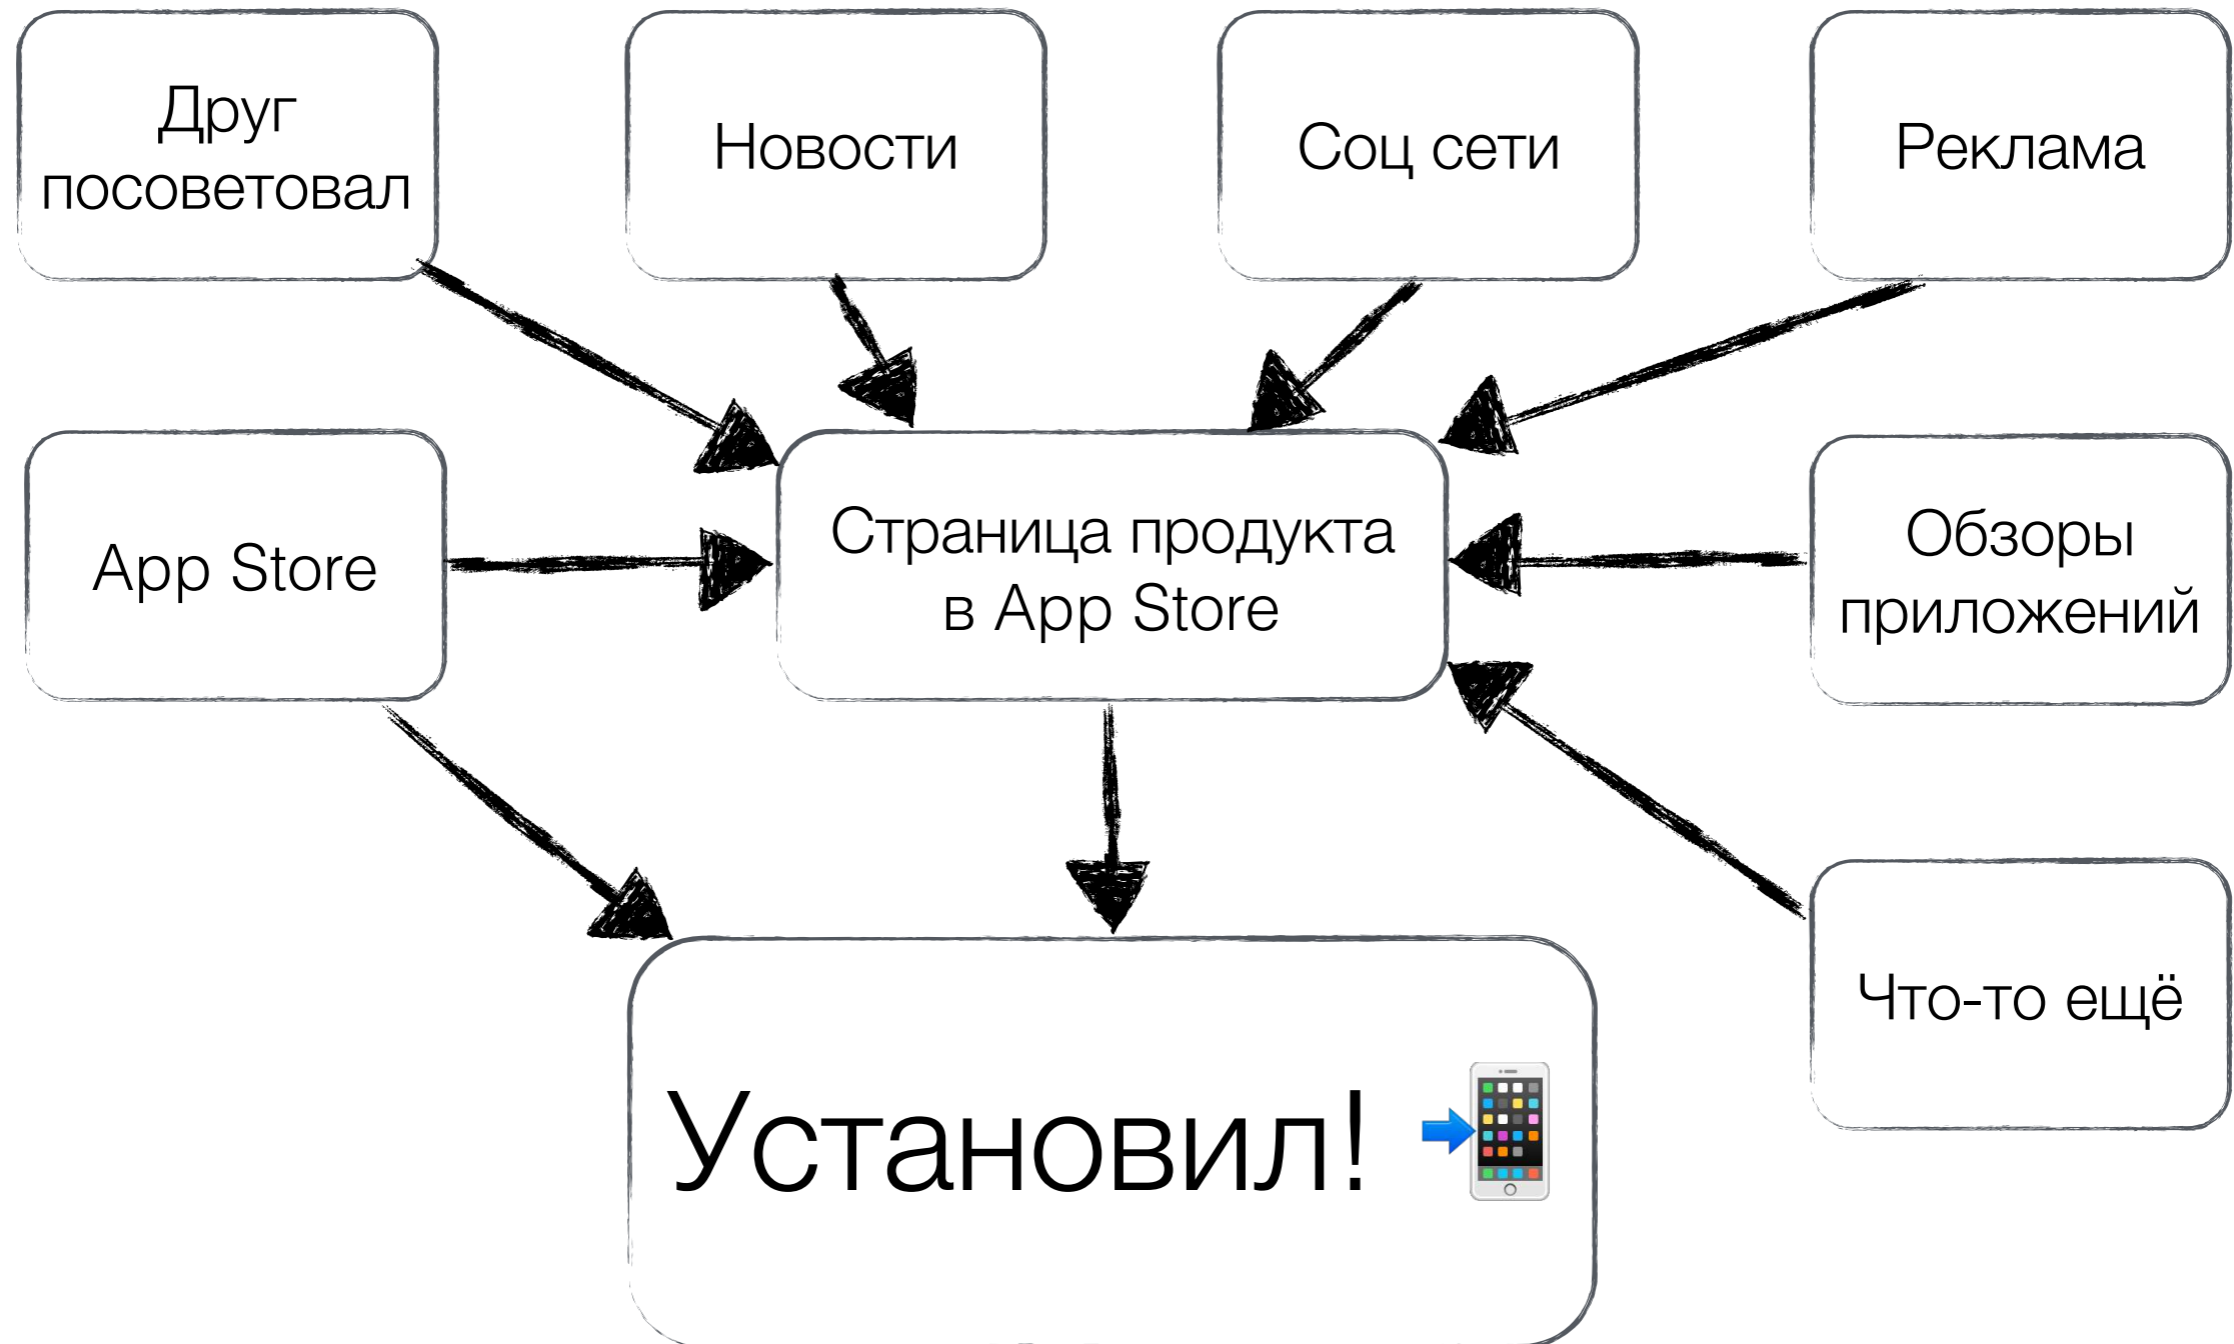 Друг
посоветовал
Новости
Соц сети
Реклама
App Store
Страница продукта
в App Store
Обзоры
приложений
Что-то ещё
Установил!